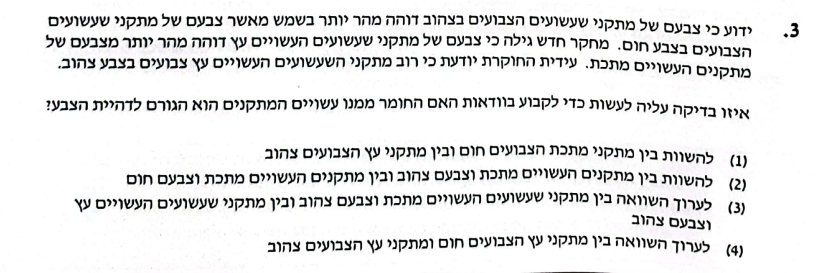 3. ידוע כי צבעם של מתקני שעשועים הצבועים בצהוב דוהה מהר יותר בשמש מאשר צבעם של מתקני שעשועים
הצבועים בצבע חום. מחקר חדש גילה כי צבעם של מתקני שעשועים העשויים עץ דוהה מהר יותר מצבעם של
מתקנים העשויים מתכת. עידית החוקרת יודעת כי רוב מתקני השעשועים העשויים עץ צבועים בצבע צהוב.
איזו בדיקה עליה לעשות כדי לקבוע בוודאות האם החומר ממנו עשויים המתקנים הוא הגורם לדהיית הצבע?
(1) להשוות בין מתקני מתכת הצבועים חום ובין מתקני עץ הצבועים צהוב
(2) להשוות בין מתקנים העשויים מתכת וצבעם צהוב ובין מתקנים העשויים מתכת וצבעם חום
(3) לערוך השוואה בין מתקני שעשועים העשויים מתכת וצבעם צהוב ובין מתקני שעשועים העשויים עץ
וצבעם צהוב
(4) לערוך השוואה בין מתקני עץ הצבועים חום ומתקני עץ הצבועים צהוב